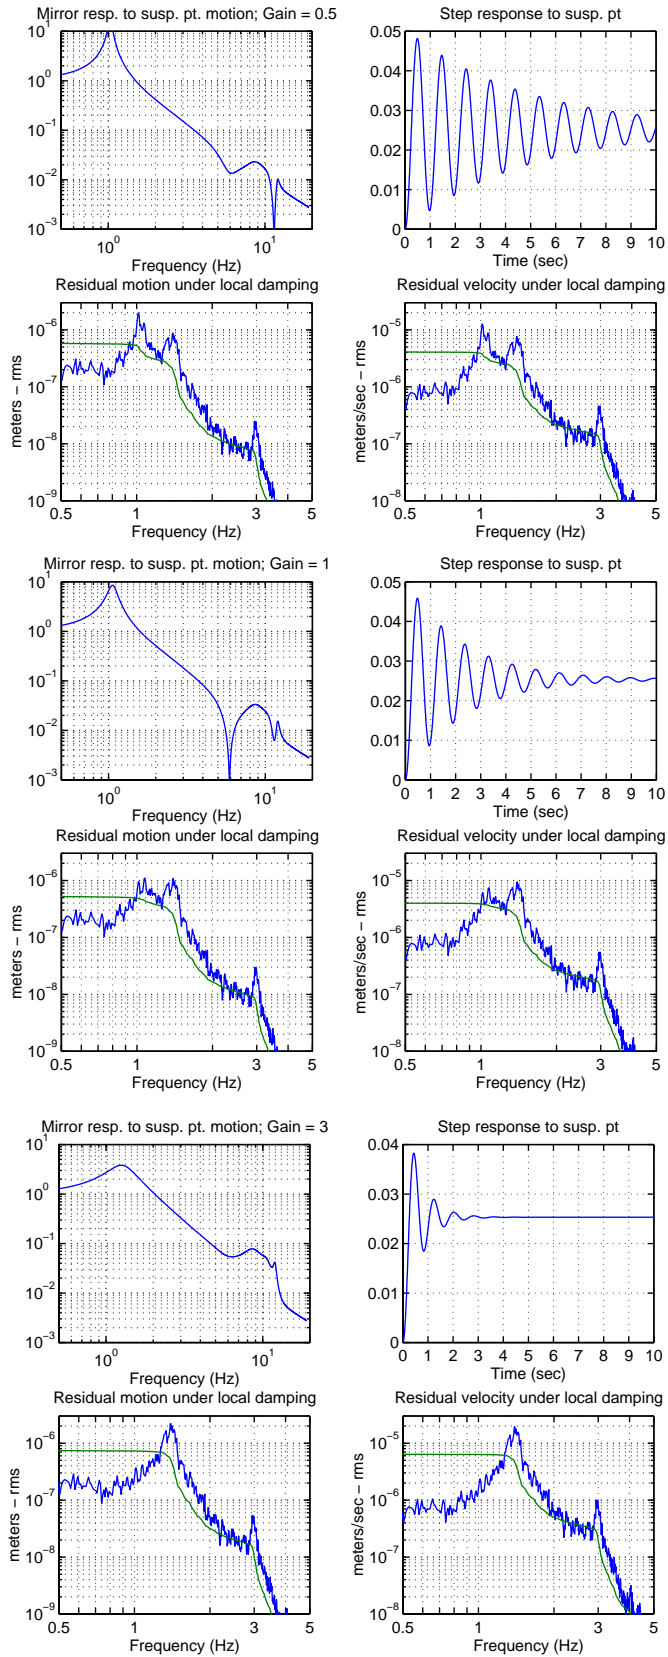 Mirror resp. to susp. pt. motion; Gain = 0.5
10^1
10^0
10^-1
10^-2
10^-3
10^0
10^1
Frequency (Hz)
Step response to susp. pt
0.05
0.04
0.03
0.02
0.01
0
0 1 2 3 4 5 6 7 8 9 10
Time (sec)
Residual motion under local damping
meters - rms
10^-6
10^-7
10^-8
10^-9
0.5 1 3 5
Frequency (Hz)
Residual velocity under local damping
meters/sec - rms
10^-5
10^-6
10^-7
10^-8
0.5 1 3 5
Frequency (Hz)
Mirror resp. to susp. pt. motion; Gain = 1
10^1
10^0
10^-1
10^-2
10^-3
10^0
10^1
Frequency (Hz)
Step response to susp. pt
0.05
0.04
0.03
0.02
0.01
0
0 1 2 3 4 5 6 7 8 9 10
Time (sec)
Residual motion under local damping
meters - rms
10^-6
10^-7
10^-8
10^-9
0.5 1 3 5
Frequency (Hz)
Residual velocity under local damping
meters/sec - rms
10^-5
10^-6
10^-7
10^-8
0.5 1 3 5
Frequency (Hz)
Mirror resp. to susp. pt. motion; Gain = 3
10^1
10^0
10^-1
10^-2
10^-3
10^0
10^1
Frequency (Hz)
Step response to susp. pt
0.04
0.03
0.02
0.01
0
0 1 2 3 4 5 6 7 8 9 10
Time (sec)
Residual motion under local damping
meters - rms
10^-6
10^-7
10^-8
10^-9
0.5 1 3 5
Frequency (Hz)
Residual velocity under local damping
meters/sec - rms
10^-5
10^-6
10^-7
10^-8
0.5 1 3 5
Frequency (Hz)